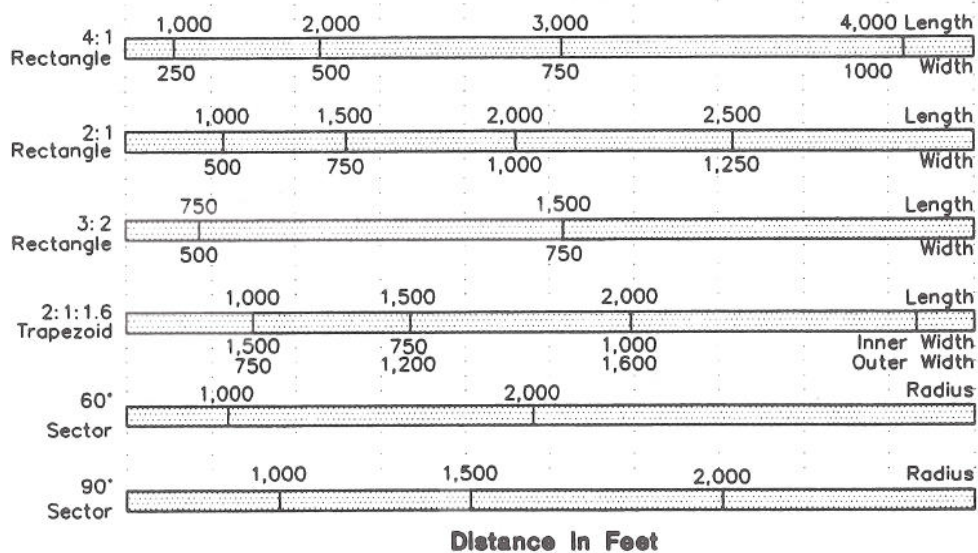 1,000 2,000 3,000 4,000 Length
4:1
Rectangle
250 500 750 1000 Width
1,000 1,500 2,000 2,500 Length
2:1
Rectangle
500 750 1,000 1,250 Width
750 1,500 Length
3:2
Rectangle
500 750 Width
1,000 1,500 2,000 Length
2:1:1.6
Trapezoid
1,500 750 1,000 Inner Width
750 1,200 1,600 Outer Width
1,000 2,000 Radius
60°
Sector
1,000 1,500 2,000 Radius
90°
Sector
Distance In Feet